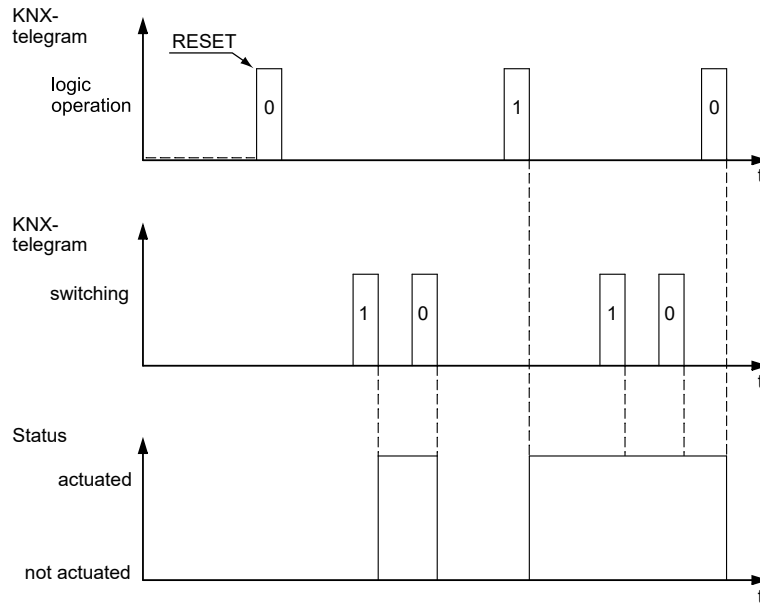 KNX-
telegram
RESET
logic
operation
0
1
0
t
KNX-
telegram
switching
1
0
1
0
t
Status
actuated
not actuated
t